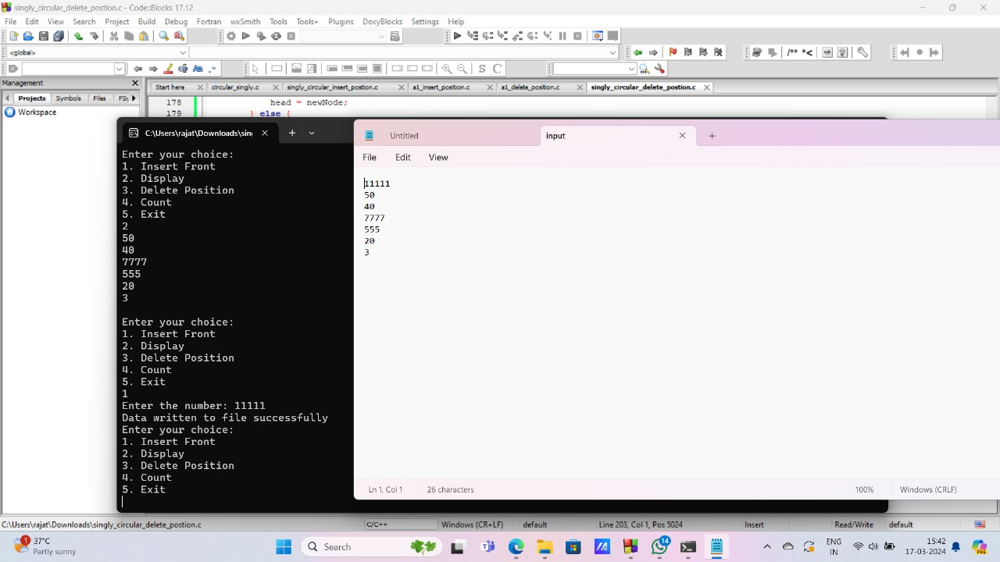 singly_circular_delete_postion.c - Code::Blocks 17.12
File Edit View Search Project Build Debug Fortran wxSmith Tools Tools+ Plugins DoxyBlocks Settings Help
<global>
/** *<
S C
Management
Projects Symbols Files FSy
Workspace
Start here circular_singly.c singly_circular_insert_postion.c a1_insert_position.c a1_delete_position.c singly_circular_delete_postion.c
178 head = newNode;
179 } else {
C:\Users\rajat\Downloads\sin
Enter your choice:
1. Insert Front
2. Display
3. Delete Position
4. Count
5. Exit
2
50
40
7777
555
20
3
Enter your choice:
1. Insert Front
2. Display
3. Delete Position
4. Count
5. Exit
1
Enter the number: 11111
Data written to file successfully
Enter your choice:
1. Insert Front
2. Display
3. Delete Position
4. Count
5. Exit
Untitled input
File Edit View
11111
50
40
7777
555
20
3
Ln 1, Col 1 26 characters 100% Windows (CRLF)
C:\Users\rajat\Downloads\singly_circular_delete_postion.c C/C++ Windows (CR+LF) default Line 203, Col 1, Pos 5024 Insert Read/Write default
1
37°C
Partly sunny
Search
14
ENG
IN
15:42
17-03-2024
PRE